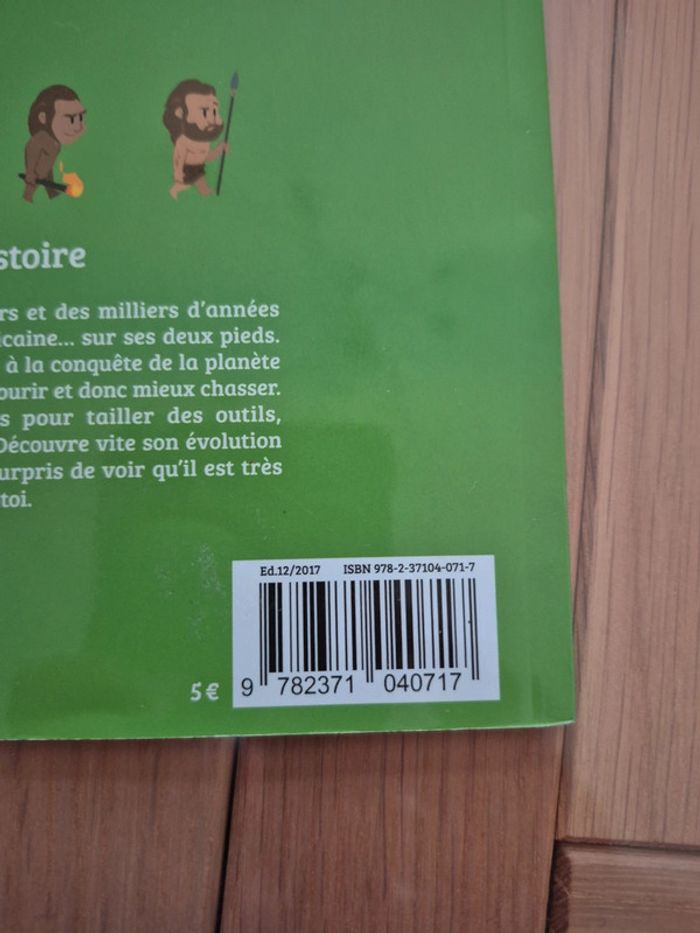 stoire
rs et des milliers d'années
icaine... sur ses deux pieds.
à la conquête de la planète
ourir et donc mieux chasser.
s pour tailler des outils,
Découvre vite son évolution
urpris de voir qu'il est très
toi.
Ed.12/2017 ISBN 978-2-37104-071-7
5€ 9 782371 040717